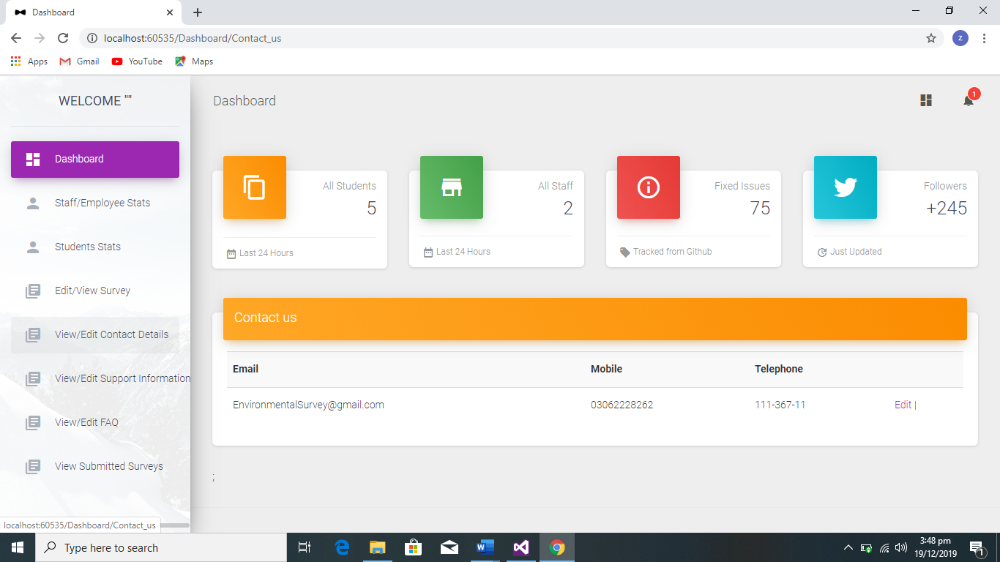 Dashboard
localhost:60535/Dashboard/Contact_us
z
Apps Gmail YouTube Maps
WELCOME ""
Dashboard
Staff/Employee Stats
Students Stats
Edit/View Survey
View/Edit Contact Details
View/Edit Support Information
View/Edit FAQ
View Submitted Surveys
localhost:60535/Dashboard/Contact_us
Dashboard
1
All Students
5
Last 24 Hours
All Staff
2
Last 24 Hours
Fixed Issues
75
Tracked from Github
Followers
+245
Just Updated
Contact us
Email Mobile Telephone
EnvironmentalSurvey@gmail.com 03062228262 111-367-11 Edit |
;
Type here to search
3:48 pm
19/12/2019
1